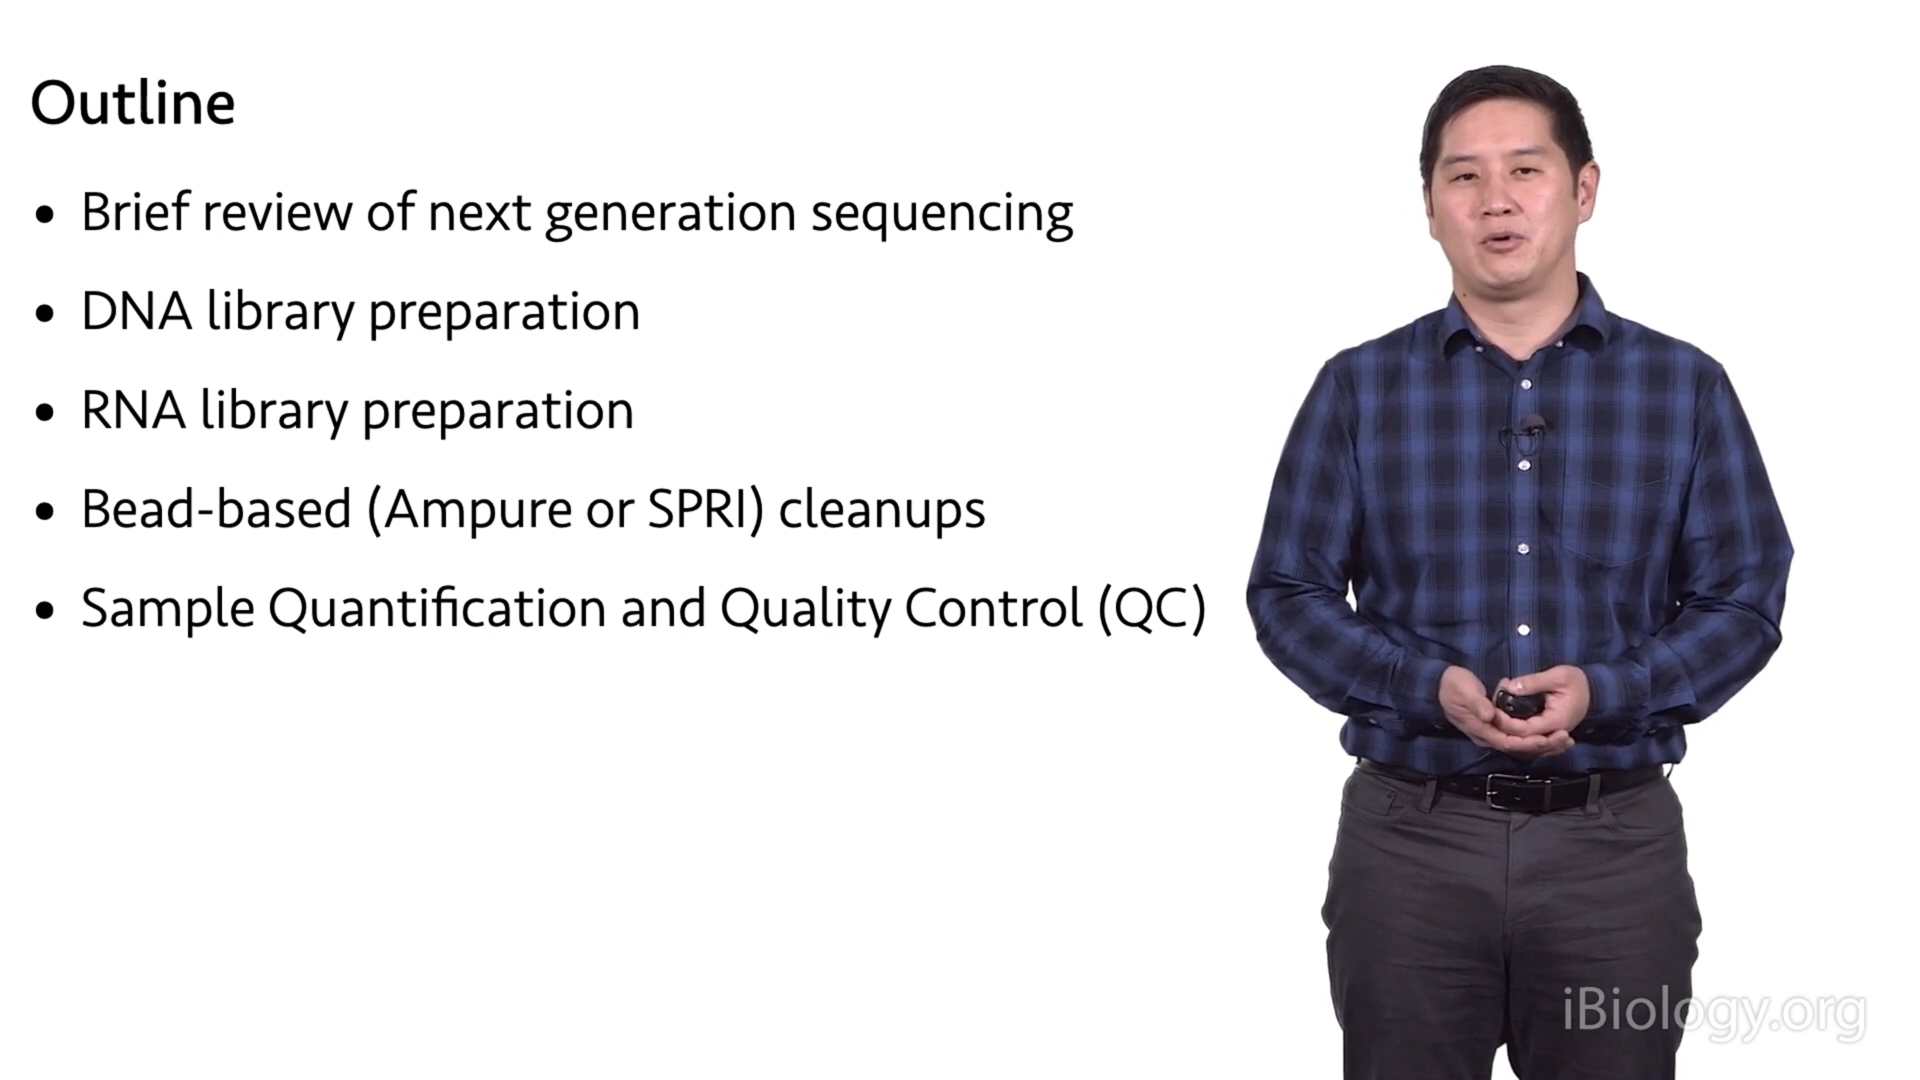 Outline
• Brief review of next generation sequencing
• DNA library preparation
• RNA library preparation
• Bead-based (Ampure or SPRI) cleanups
• Sample Quantification and Quality Control (QC)
iBiology.org